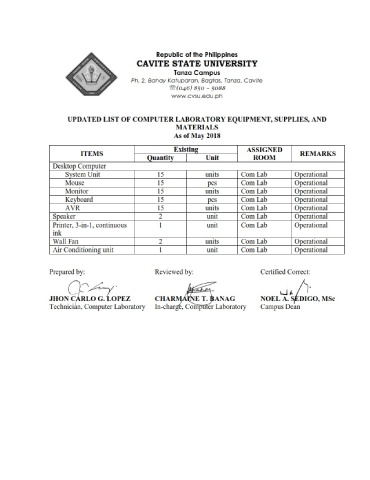 Republic of the Philippines
CAVITE STATE UNIVERSITY
Tanza Campus
Ph. 2, Bahay Katuparan, Bagtas, Tanza, Cavite
☎(046) 850 - 5088
www.cvsu.edu.ph
UPDATED LIST OF COMPUTER LABORATORY EQUIPMENT, SUPPLIES, AND
MATERIALS
As of May 2018
ITEMS Existing ASSIGNED ROOM REMARKS
Quantity Unit
Desktop Computer
System Unit 15 units Com Lab Operational
Mouse 15 pcs Com Lab Operational
Monitor 15 units Com Lab Operational
Keyboard 15 pcs Com Lab Operational
AVR 15 units Com Lab Operational
Speaker 2 unit Com Lab Operational
Printer, 3-in-1, continuous 1 unit Com Lab Operational
ink
Wall Fan 2 units Com Lab Operational
Air Conditioning unit 1 unit Com Lab Operational
Prepared by: Reviewed by: Certified Correct:
JHON CARLO G. LOPEZ CHARMAINE T. BANAG NOEL A. SEDIGO, MSc
Technician, Computer Laboratory In-charge, Computer Laboratory Campus Dean